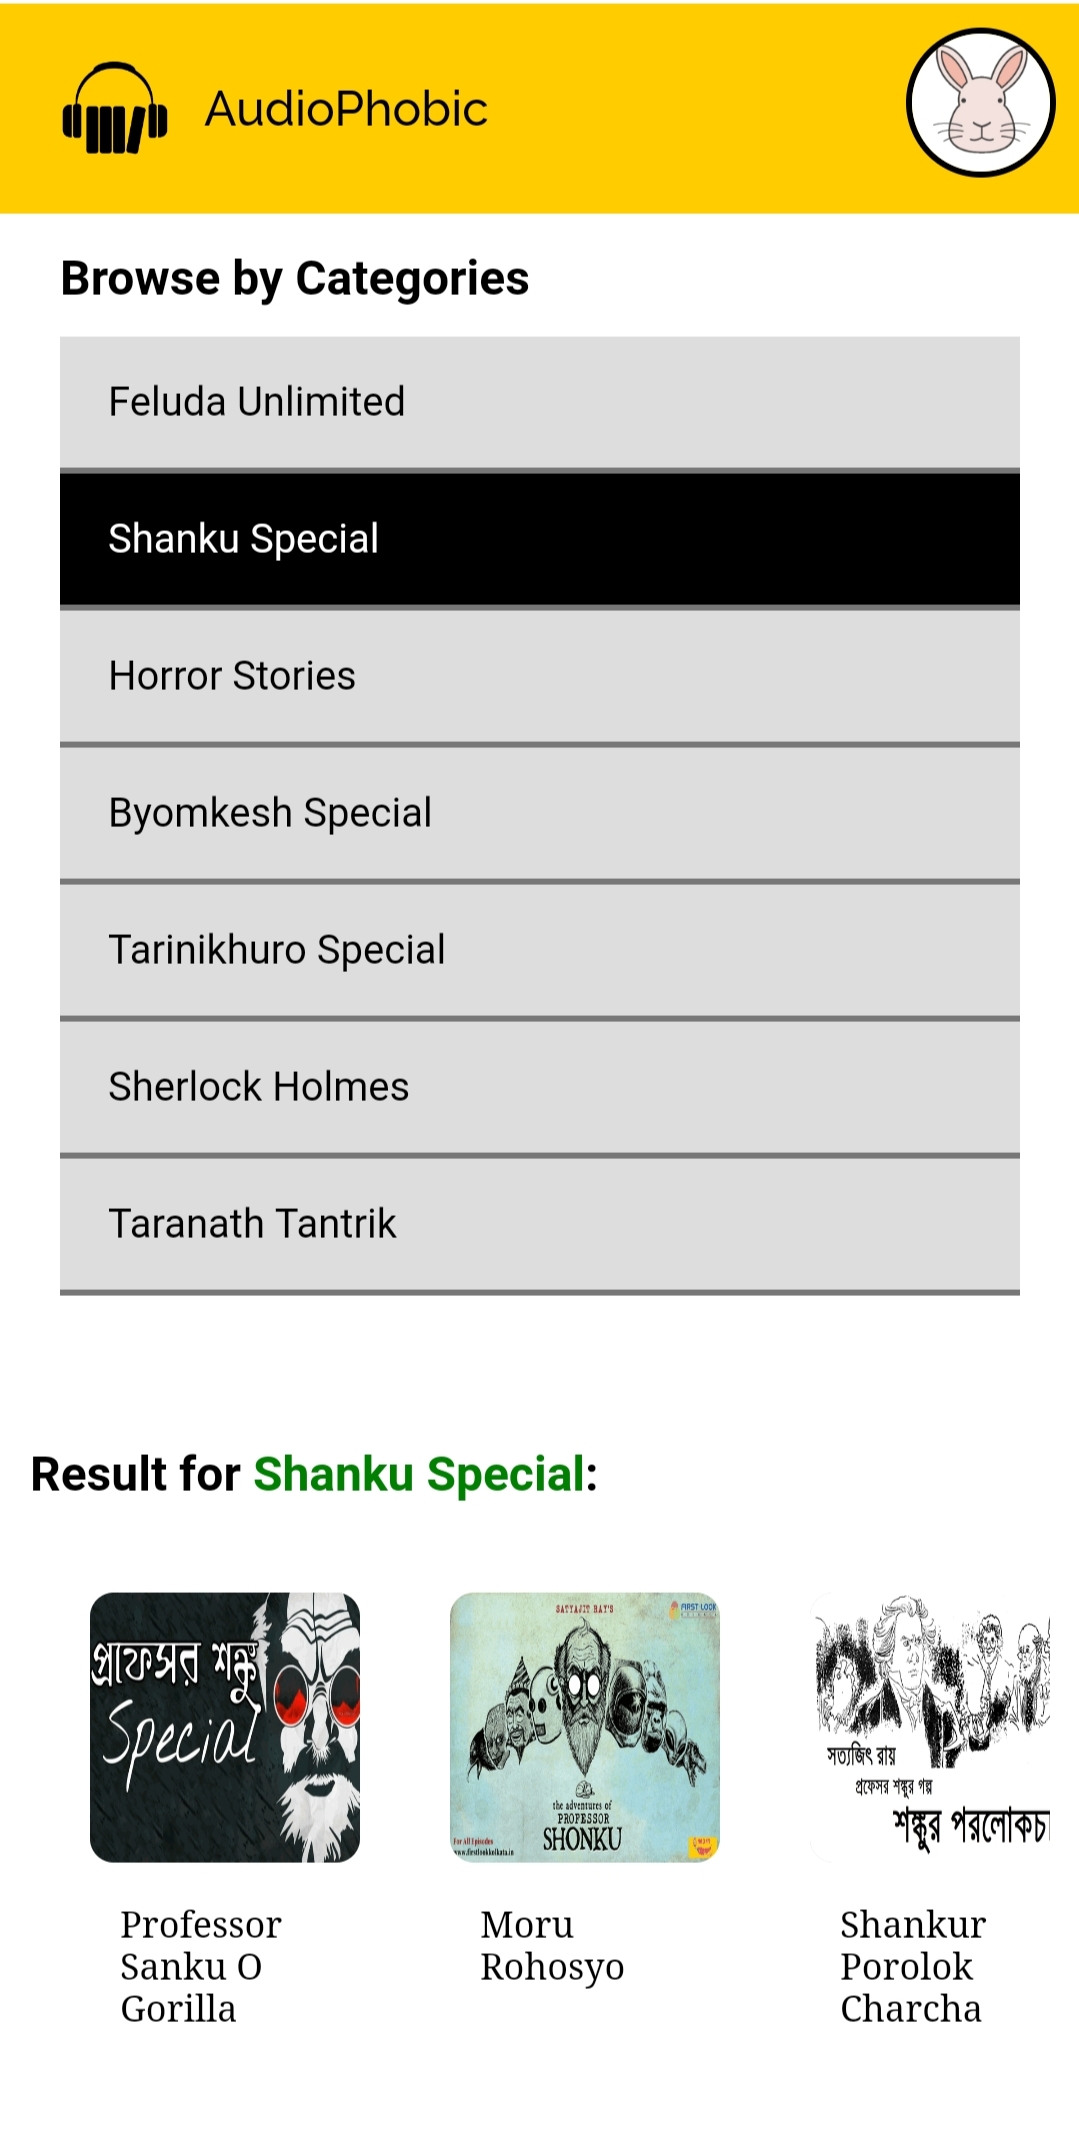 AudioPhobic
Browse by Categories
Feluda Unlimited
Shanku Special
Horror Stories
Byomkesh Special
Tarinikhuro Special
Sherlock Holmes
Taranath Tantrik
Result for Shanku Special:
প্রফেসর শঙ্কু
Special
SATYAJIT RAY'S
FIRST LOOK
the adventures of
PROFESSOR
SHONKU
For All Episodes
www.firstlookkolkata.in
সত্যজিৎ রায়
প্রফেসর শঙ্কুর গল্প
শঙ্কুর পরলোকচ
Professor
Sanku O
Gorilla
Moru
Rohosyo
Shankur
Porolok
Charcha